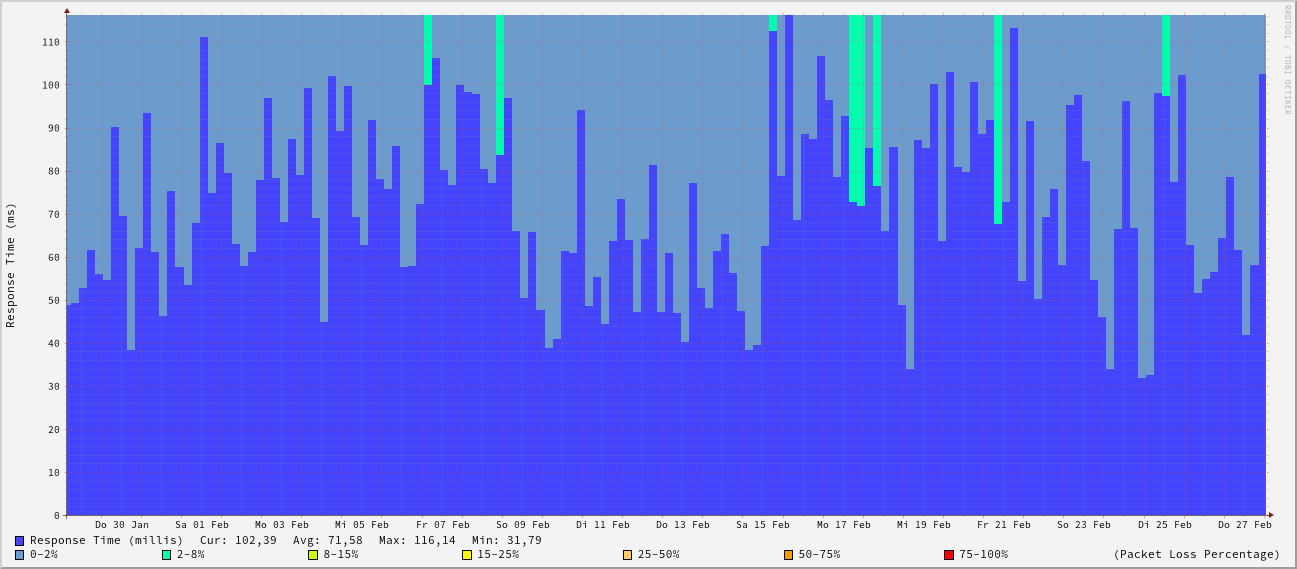 RRDTOOL / TOBI OETIKER
Response Time (ms)
110
100
90
80
70
60
50
40
30
20
10
0
Do 30 Jan Sa 01 Feb Mo 03 Feb Mi 05 Feb Fr 07 Feb So 09 Feb Di 11 Feb Do 13 Feb Sa 15 Feb Mo 17 Feb Mi 19 Feb Fr 21 Feb So 23 Feb Di 25 Feb Do 27 Feb
Response Time (millis) Cur: 102,39 Avg: 71,58 Max: 116,14 Min: 31,79
0-2% 2-8% 8-15% 15-25% 25-50% 50-75% 75-100% (Packet Loss Percentage)